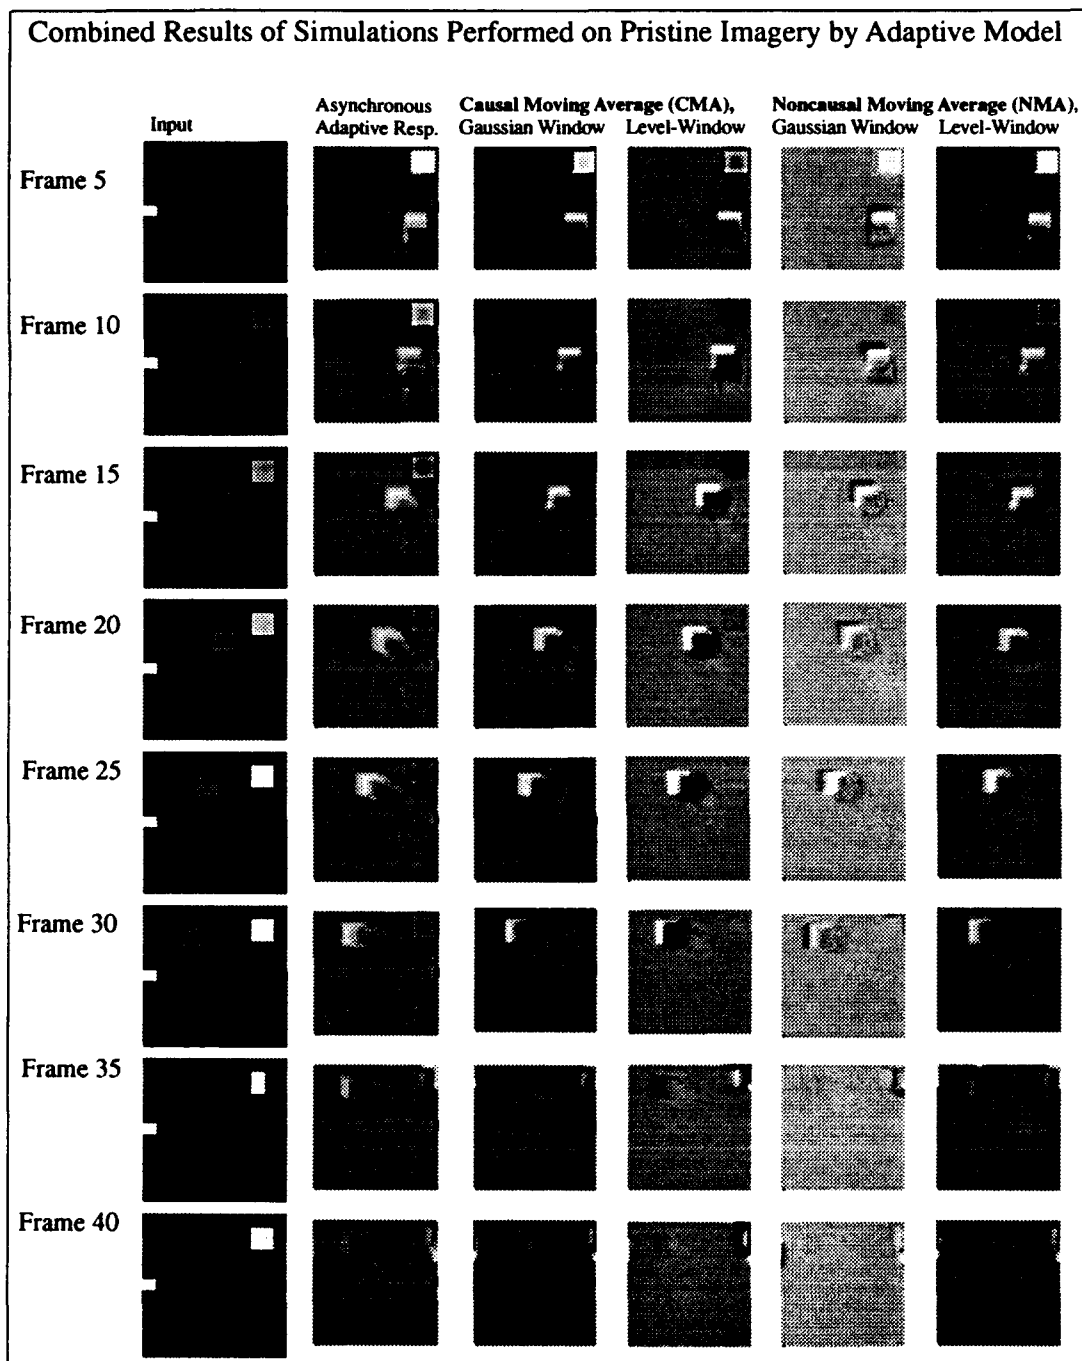 Combined Results of Simulations Performed on Pristine Imagery by Adaptive Model
Input
Asynchronous
Adaptive Resp.
Causal Moving Average (CMA),
Gaussian Window Level-Window
Noncausal Moving Average (NMA),
Gaussian Window Level-Window
Frame 5
Frame 10
Frame 15
Frame 20
Frame 25
Frame 30
Frame 35
Frame 40